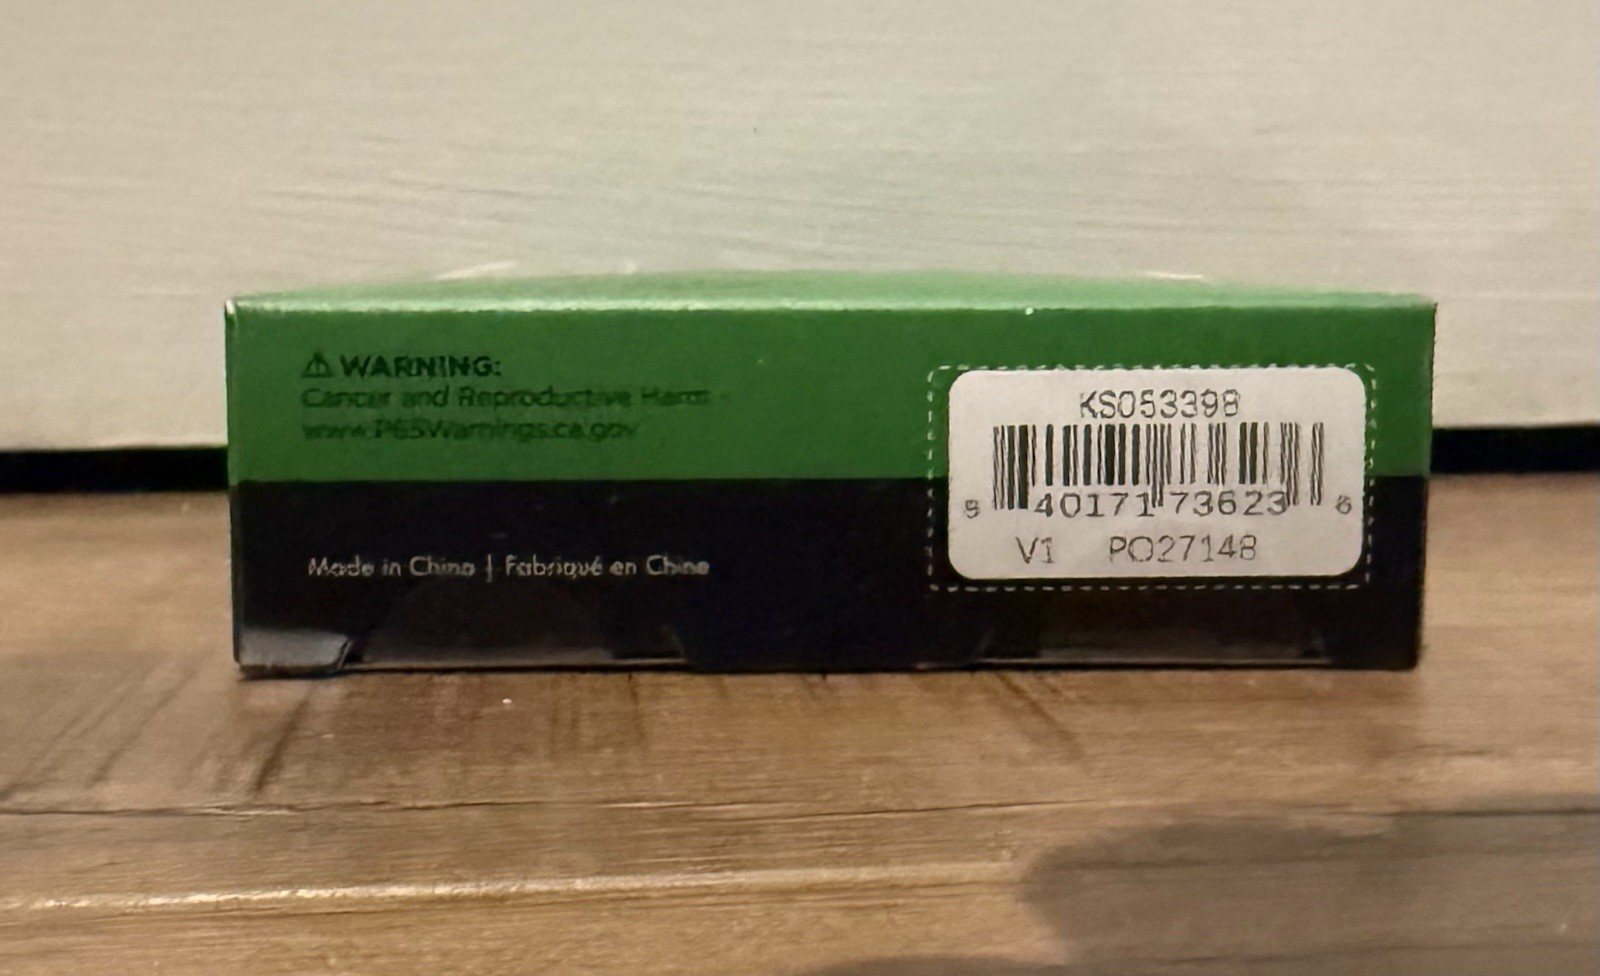 ⚠ WARNING:
Cancer and Reproductive Harm -
www.P65Warnings.ca.gov
Made in China | Fabriqué en Chine
KS053398
40171 73623 6
V1 PO27148